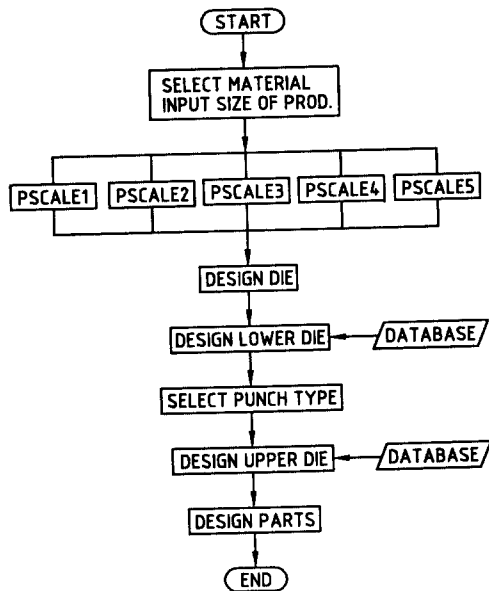 START
SELECT MATERIAL
INPUT SIZE OF PROD.
PSCALE1 PSCALE2 PSCALE3 PSCALE4 PSCALE5
DESIGN DIE
DESIGN LOWER DIE DATABASE
SELECT PUNCH TYPE
DESIGN UPPER DIE DATABASE
DESIGN PARTS
END